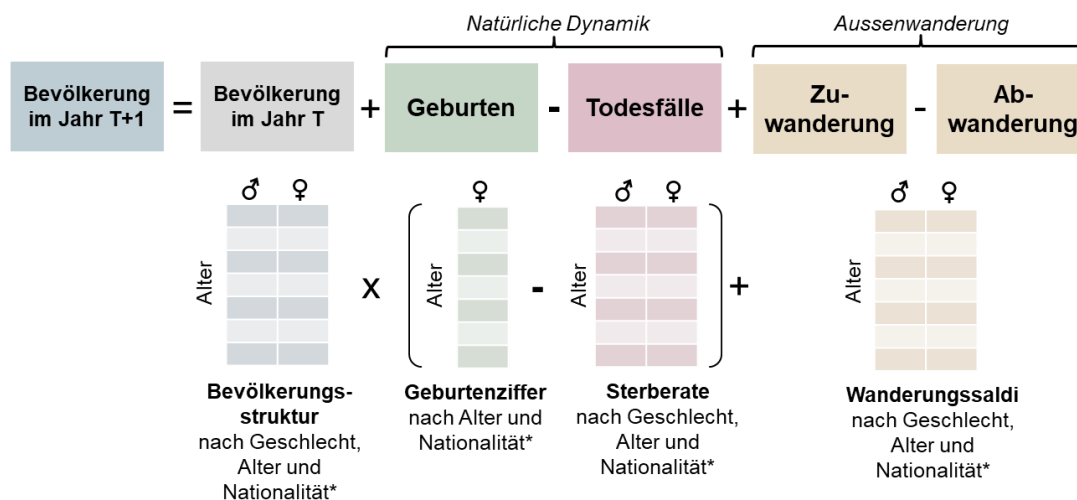 Natürliche Dynamik
Aussenwanderung
Bevölkerung
im Jahr T+1
=
Bevölkerung
im Jahr T
+
Geburten
-
Todesfälle
+
Zu-
wanderung
-
Ab-
wanderung
♂ ♀
♀
♂ ♀
♂ ♀
Alter
x
Alter
-
Alter
+
Alter
Bevölkerungs-
struktur
nach Geschlecht,
Alter und
Nationalität*
Geburtenziffer
nach Alter und
Nationalität*
Sterberate
nach Geschlecht,
Alter und
Nationalität*
Wanderungssaldi
nach Geschlecht,
Alter und
Nationalität*